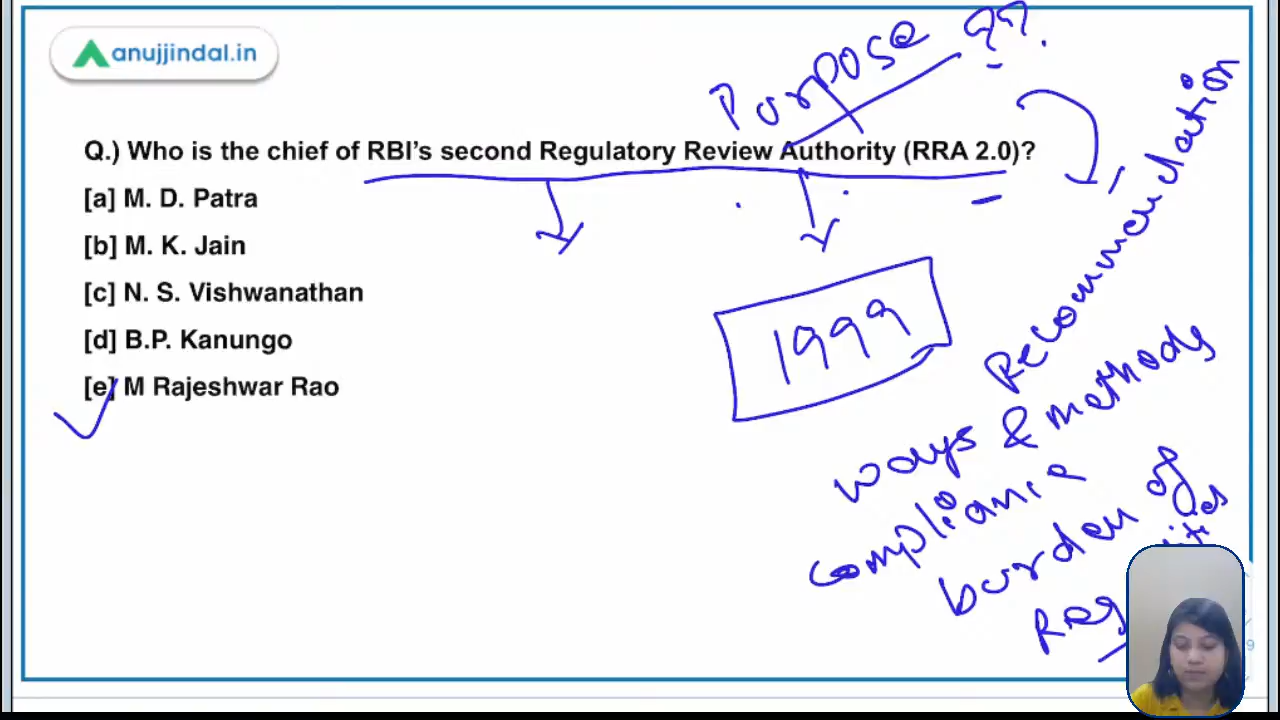 anujjindal.in
Purpose
Q.) Who is the chief of RBI's second Regulatory Review Authority (RRA 2.0)?
[a] M. D. Patra
[b] M. K. Jain
[c] N. S. Vishwanathan
[d] B.P. Kanungo
[e] M Rajeshwar Rao
1999
Recommendation
ways & methods
compliance
burden of
Reg